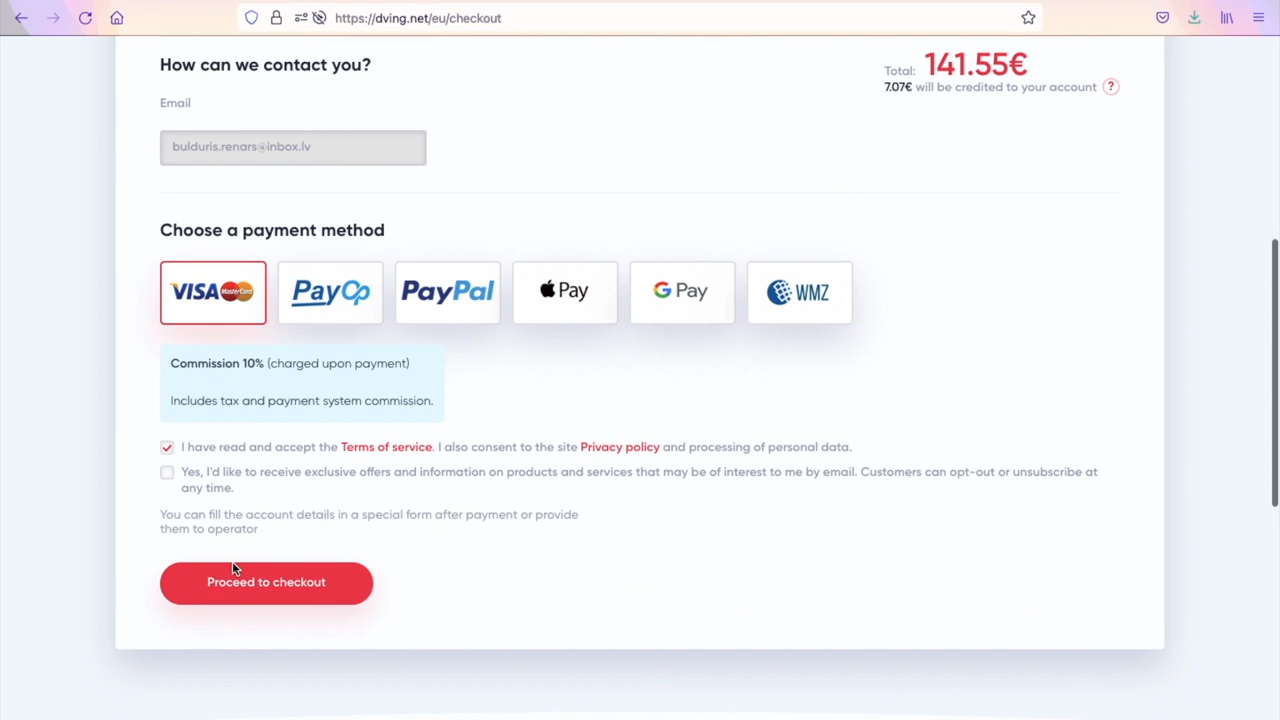 https://dving.net/eu/checkout
How can we contact you?
Total: 141.55€
7.07€ will be credited to your account ?
Email
bulduris.renars@inbox.lv
Choose a payment method
VISA MasterCard PayOp PayPal Pay G Pay WMZ
Commission 10% (charged upon payment)
Includes tax and payment system commission.
I have read and accept the Terms of service. I also consent to the site Privacy policy and processing of personal data.
Yes, I'd like to receive exclusive offers and information on products and services that may be of interest to me by email. Customers can opt-out or unsubscribe at
any time.
You can fill the account details in a special form after payment or provide
them to operator
Proceed to checkout